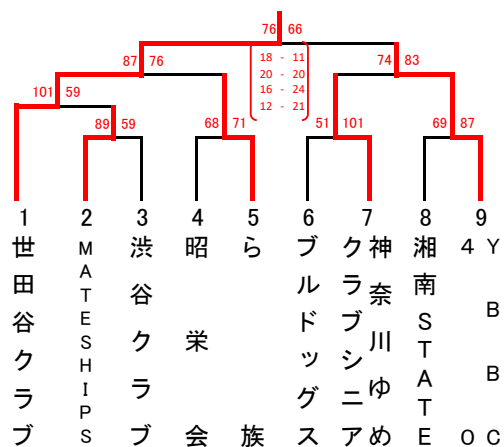 76 66
18 - 11
20 - 20
16 - 24
12 - 21
87 76
74 83
101 59
89 59
68 71
51 101
69 87
1 2 3 4 5 6 7 8 9
世田谷クラブ
MATESHIPS
渋谷クラブ
昭栄会
ら族
ブルドッグス
神奈川ゆめ
クラブシニア
湘南STATE
YBBC
40